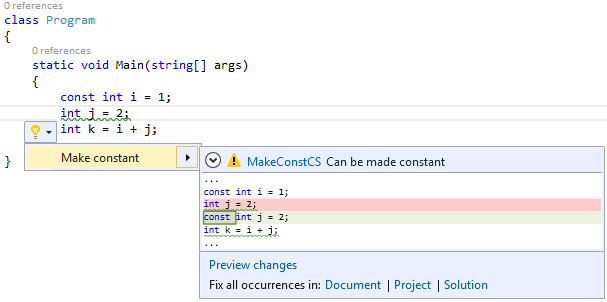 0 references
class Program
{
0 references
static void Main(string[] args)
{
const int i = 1;
int j = 2;
int k = i + j;
Make constant
}
MakeConstCS Can be made constant
...
const int i = 1;
int j = 2;
const int j = 2;
int k = i + j;
...
Preview changes
Fix all occurrences in: Document | Project | Solution